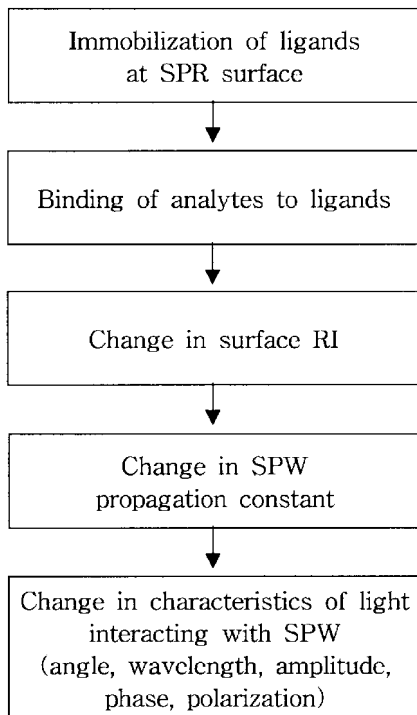 Immobilization of ligands
at SPR surface
Binding of analytes to ligands
Change in surface RI
Change in SPW
propagation constant
Change in characteristics of light
interacting with SPW
(angle, wavelength, amplitude,
phase, polarization)